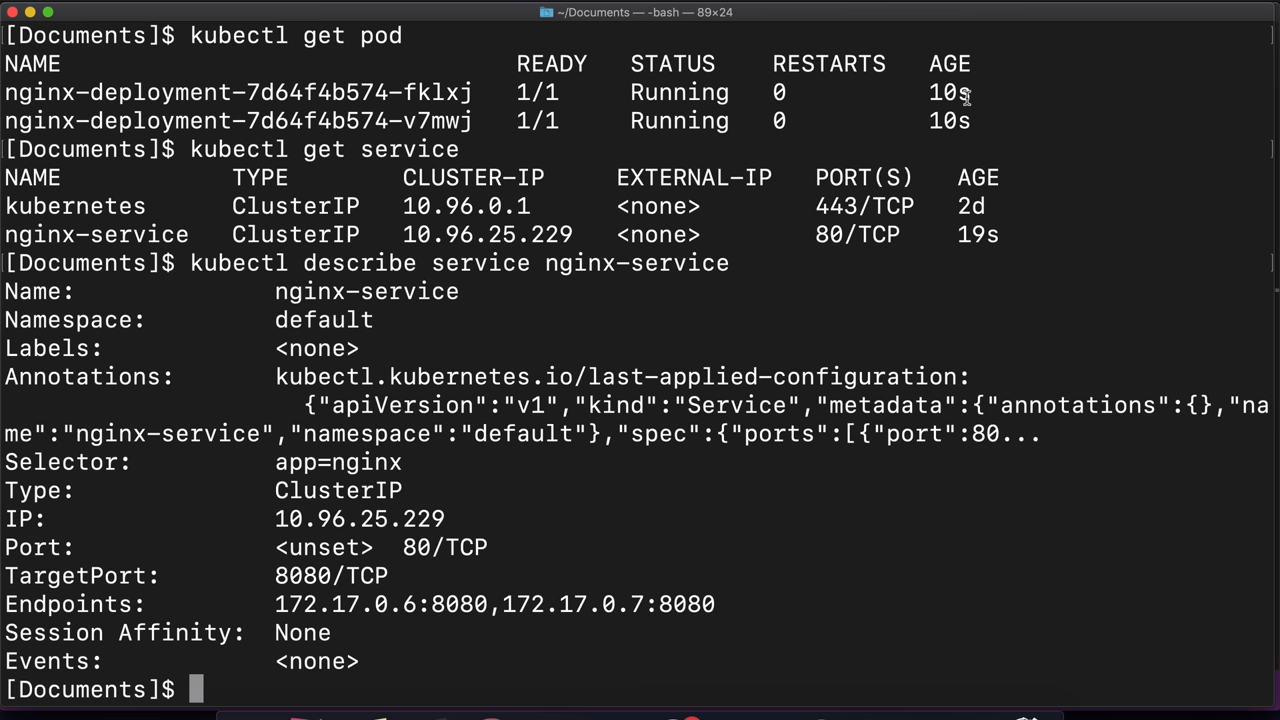 ~/Documents — -bash — 89×24
[Documents]$ kubectl get pod
NAME READY STATUS RESTARTS AGE
nginx-deployment-7d64f4b574-fklxj 1/1 Running 0 10s
nginx-deployment-7d64f4b574-v7mwj 1/1 Running 0 10s
[Documents]$ kubectl get service
NAME TYPE CLUSTER-IP EXTERNAL-IP PORT(S) AGE
kubernetes ClusterIP 10.96.0.1 <none> 443/TCP 2d
nginx-service ClusterIP 10.96.25.229 <none> 80/TCP 19s
[Documents]$ kubectl describe service nginx-service
Name: nginx-service
Namespace: default
Labels: <none>
Annotations: kubectl.kubernetes.io/last-applied-configuration:
{"apiVersion":"v1","kind":"Service","metadata":{"annotations":{},"na
me":"nginx-service","namespace":"default"},"spec":{"ports":[{"port":80...
Selector: app=nginx
Type: ClusterIP
IP: 10.96.25.229
Port: <unset> 80/TCP
TargetPort: 8080/TCP
Endpoints: 172.17.0.6:8080,172.17.0.7:8080
Session Affinity: None
Events: <none>
[Documents]$